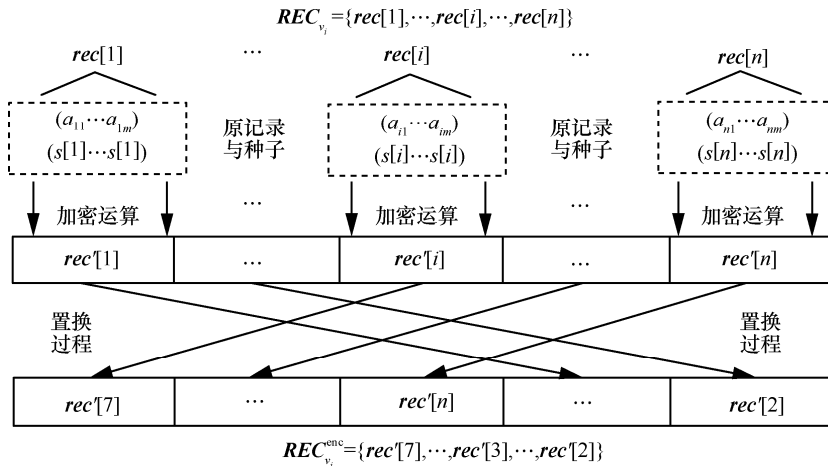 REC_{v_i}={rec[1],⋯,rec[i],⋯,rec[n]}
rec[1] ⋯ rec[i] ⋯ rec[n]
(a_{11}⋯a_{1m}) 原记录 (a_{i1}⋯a_{im}) 原记录 (a_{n1}⋯a_{nm})
(s[1]⋯s[1]) 与种子 (s[i]⋯s[i]) 与种子 (s[n]⋯s[n])
加密运算 ⋯ 加密运算 ⋯ 加密运算
rec'[1] ⋯ rec'[i] ⋯ rec'[n]
置换 置换
过程 过程
rec'[7] ⋯ rec'[n] ⋯ rec'[2]
REC_{v_i}^{enc}={rec'[7],⋯,rec'[3],⋯,rec'[2]}